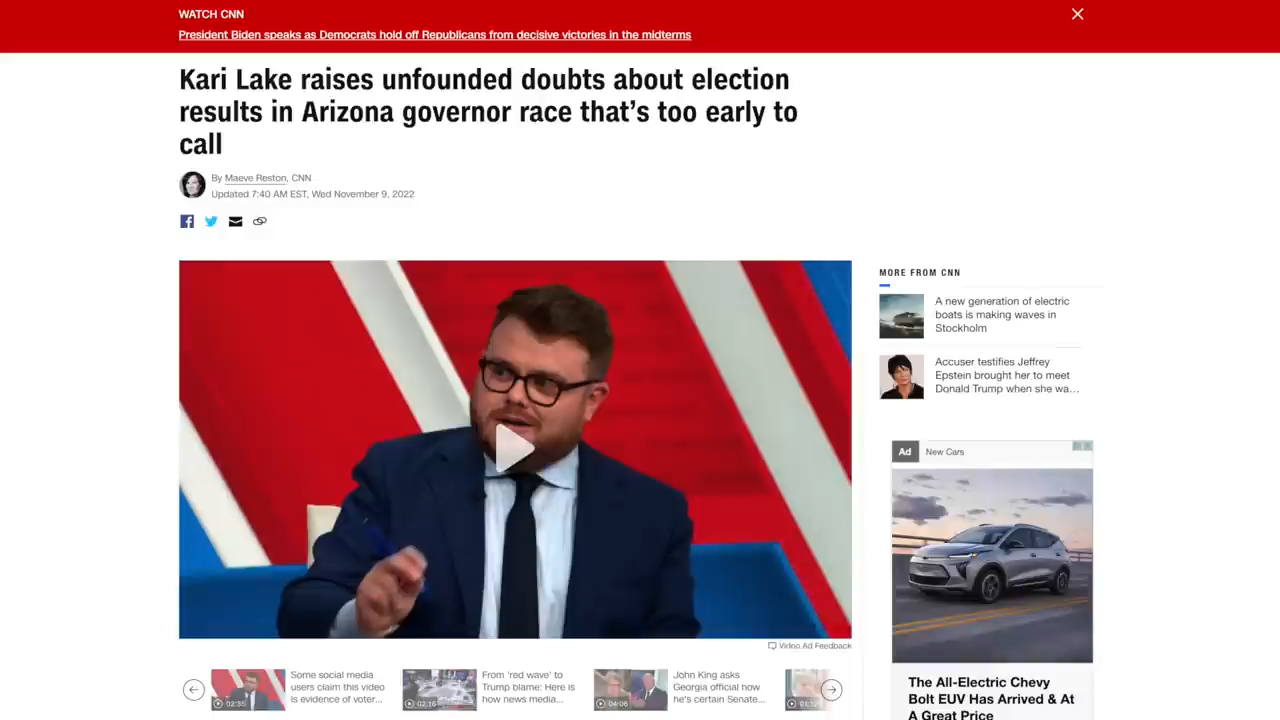 WATCH CNN
President Biden speaks as Democrats hold off Republicans from decisive victories in the midterms
Kari Lake raises unfounded doubts about election
results in Arizona governor race that's too early to
call
By Maeve Reston, CNN
Updated 7:40 AM EST, Wed November 9, 2022
MORE FROM CNN
A new generation of electric
boats is making waves in
Stockholm
Accuser testifies Jeffrey
Epstein brought her to meet
Donald Trump when she wa...
Ad
New Cars
The All-Electric Chevy
Bolt EUV Has Arrived & At
A Great Price
Video Ad Feedback
02:35
Some social media
users claim this video
is evidence of voter...
02:16
From 'red wave' to
Trump blame: Here is
how news media...
04:06
John King asks
Georgia official how
he's certain Senate...